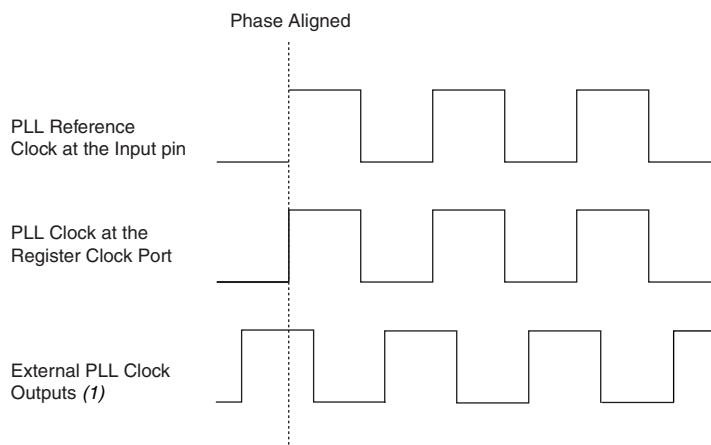 Phase Aligned
PLL Reference
Clock at the Input pin
PLL Clock at the
Register Clock Port
External PLL Clock
Outputs (1)